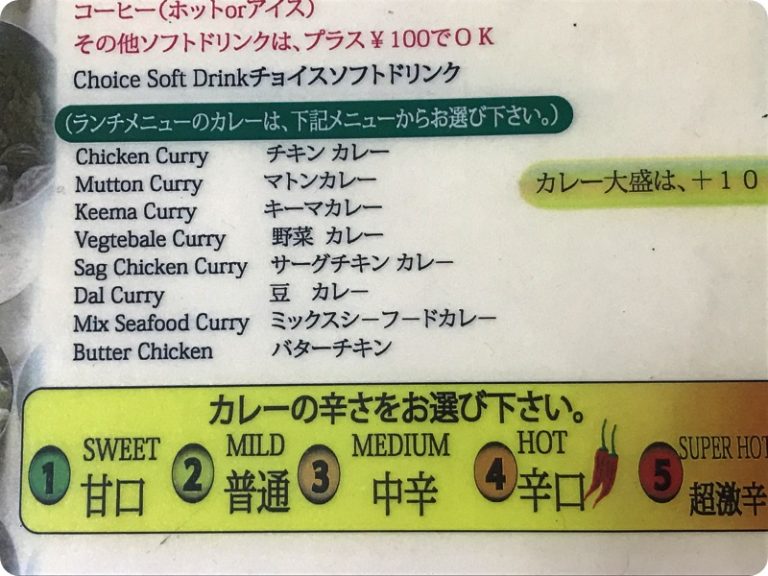 コーヒー(ホットorアイス)
その他ソフトドリンクは、プラス¥100でOK
Choice Soft Drinkチョイスソフトドリンク
(ランチメニューのカレーは、下記メニューからお選び下さい。)
Chicken Curry チキン カレー
Mutton Curry マトンカレー
カレー大盛は、+10
Keema Curry キーマカレー
Vegtebale Curry 野菜 カレー
Sag Chicken Curry サーグチキン カレー
Dal Curry 豆 カレー
Mix Seafood Curry ミックスシーフードカレー
Butter Chicken バターチキン
カレーの辛さをお選び下さい。
1 SWEET 甘口
2 MILD 普通
3 MEDIUM 中辛
4 HOT 辛口
5 SUPER HOT 超激辛